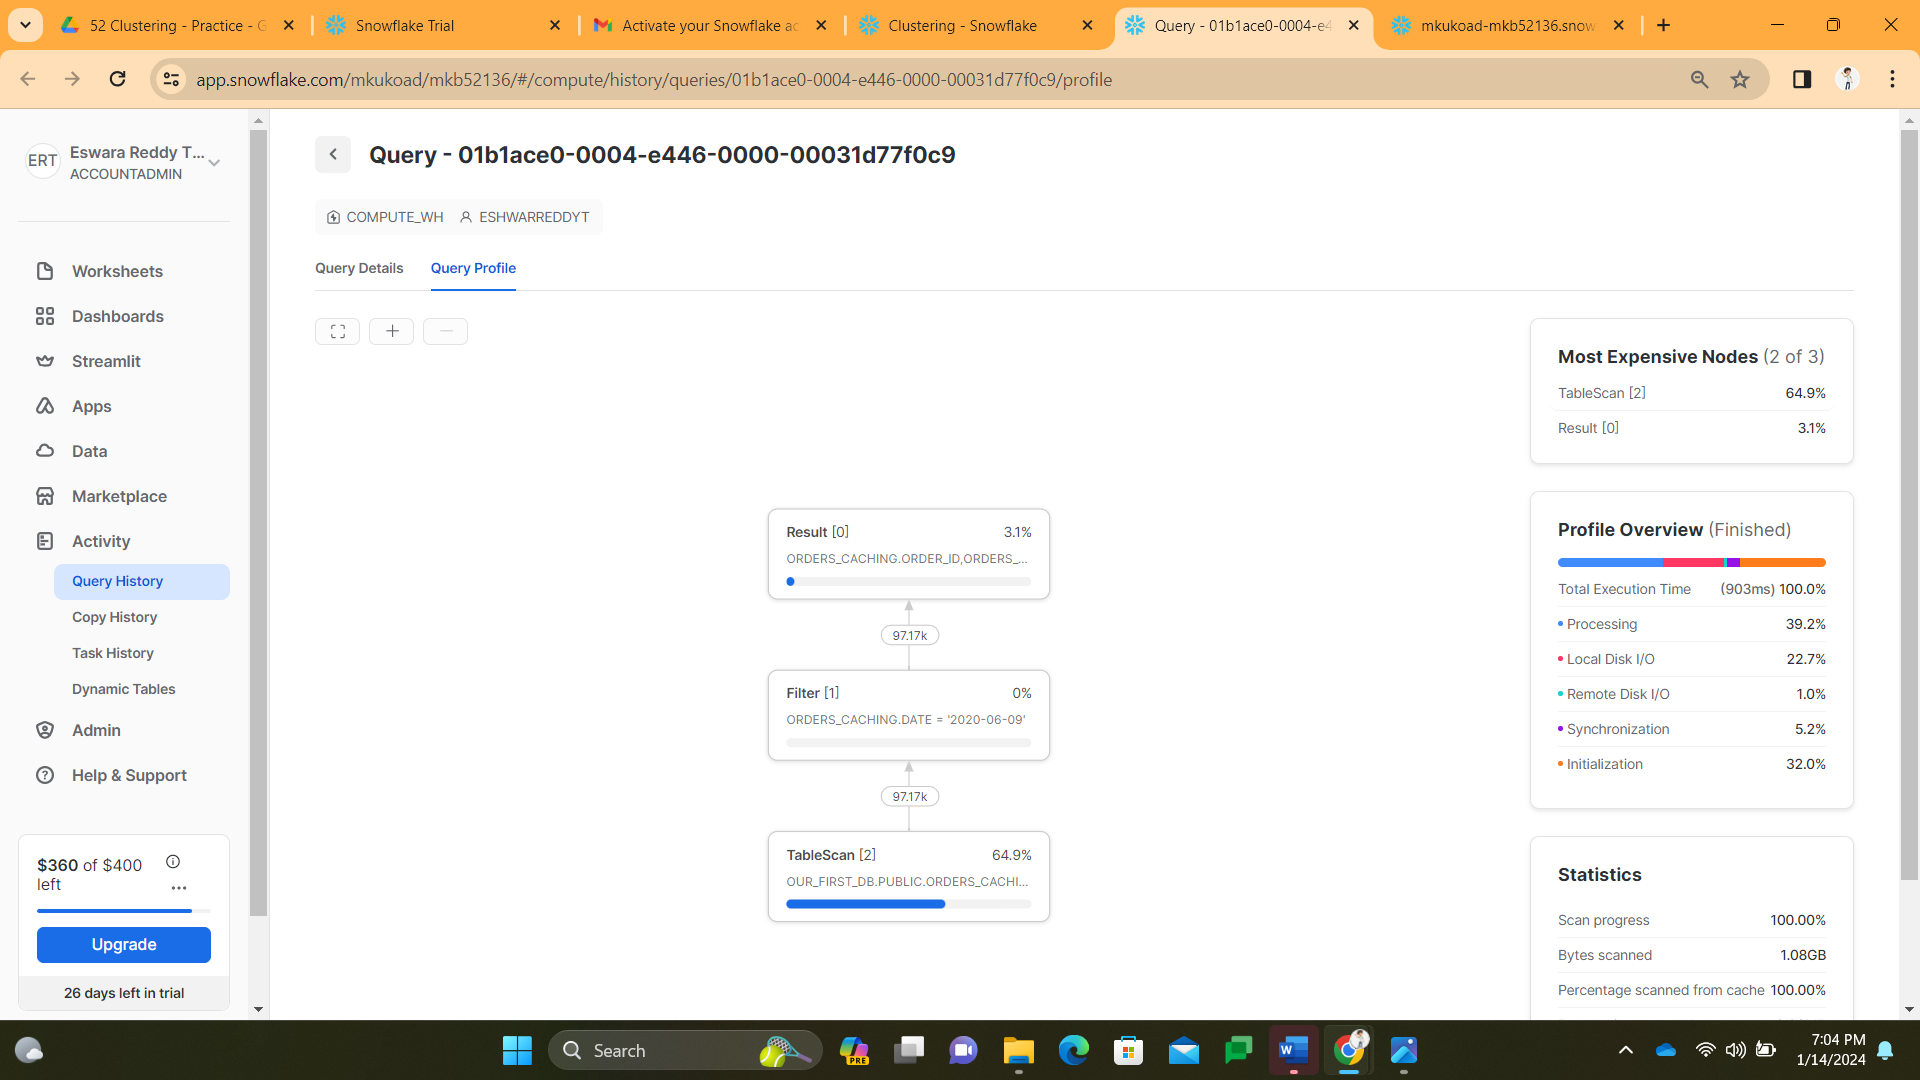 52 Clustering - Practice - G
Snowflake Trial
Activate your Snowflake ac
Clustering - Snowflake
Query - 01b1ace0-0004-e4
mkukoad-mkb52136.snow
app.snowflake.com/mkukoad/mkb52136/#/compute/history/queries/01b1ace0-0004-e446-0000-00031d77f0c9/profile
ERT
Eswara Reddy T...
ACCOUNTADMIN
Worksheets
Dashboards
Streamlit
Apps
Data
Marketplace
Activity
Query History
Copy History
Task History
Dynamic Tables
Admin
Help & Support
$360 of $400
left
...
Upgrade
26 days left in trial
Query - 01b1ace0-0004-e446-0000-00031d77f0c9
COMPUTE_WH ESHWARREDDYT
Query Details Query Profile
Result [0] 3.1%
ORDERS_CACHING.ORDER_ID,ORDERS_...
97.17k
Filter [1] 0%
ORDERS_CACHING.DATE = '2020-06-09'
97.17k
TableScan [2] 64.9%
OUR_FIRST_DB.PUBLIC.ORDERS_CACHI...
Most Expensive Nodes (2 of 3)
TableScan [2] 64.9%
Result [0] 3.1%
Profile Overview (Finished)
Total Execution Time (903ms) 100.0%
Processing 39.2%
Local Disk I/O 22.7%
Remote Disk I/O 1.0%
Synchronization 5.2%
Initialization 32.0%
Statistics
Scan progress 100.00%
Bytes scanned 1.08GB
Percentage scanned from cache 100.00%
Search
PRE
W
7:04 PM
1/14/2024